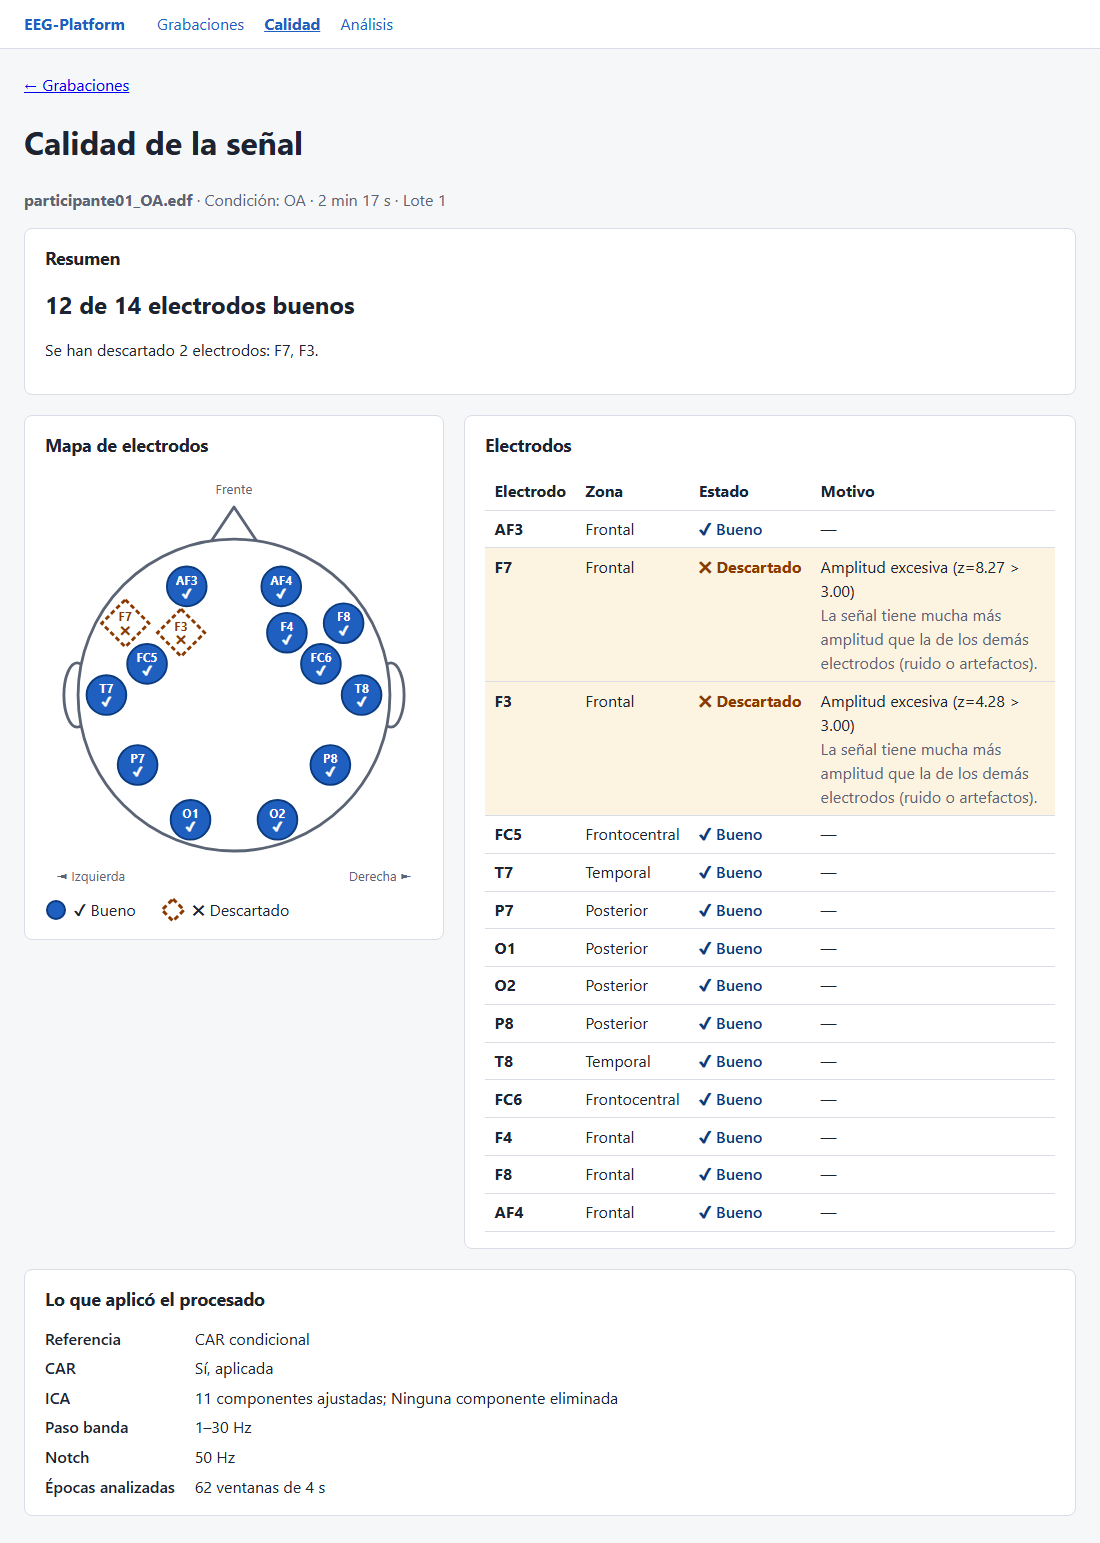 EEG-Platform Grabaciones Calidad Análisis
← Grabaciones
Calidad de la señal
participante01_OA.edf · Condición: OA · 2 min 17 s · Lote 1
Resumen
12 de 14 electrodos buenos
Se han descartado 2 electrodos: F7, F3.
Mapa de electrodos
Frente
AF3 ✓ AF4 ✓
F7 ✕ F3 ✕ F4 ✓ F8 ✓
FC5 ✓ FC6 ✓
T7 ✓ T8 ✓
P7 ✓ P8 ✓
O1 ✓ O2 ✓
◄ Izquierda Derecha ►
✓ Bueno ✕ Descartado
Electrodos
Electrodo Zona Estado Motivo
AF3 Frontal ✓ Bueno —
F7 Frontal ✕ Descartado Amplitud excesiva (z=8.27 >
3.00)
La señal tiene mucha más
amplitud que la de los demás
electrodos (ruido o artefactos).
F3 Frontal ✕ Descartado Amplitud excesiva (z=4.28 >
3.00)
La señal tiene mucha más
amplitud que la de los demás
electrodos (ruido o artefactos).
FC5 Frontocentral ✓ Bueno —
T7 Temporal ✓ Bueno —
P7 Posterior ✓ Bueno —
O1 Posterior ✓ Bueno —
O2 Posterior ✓ Bueno —
P8 Posterior ✓ Bueno —
T8 Temporal ✓ Bueno —
FC6 Frontocentral ✓ Bueno —
F4 Frontal ✓ Bueno —
F8 Frontal ✓ Bueno —
AF4 Frontal ✓ Bueno —
Lo que aplicó el procesado
Referencia CAR condicional
CAR Sí, aplicada
ICA 11 componentes ajustadas; Ninguna componente eliminada
Paso banda 1–30 Hz
Notch 50 Hz
Épocas analizadas 62 ventanas de 4 s